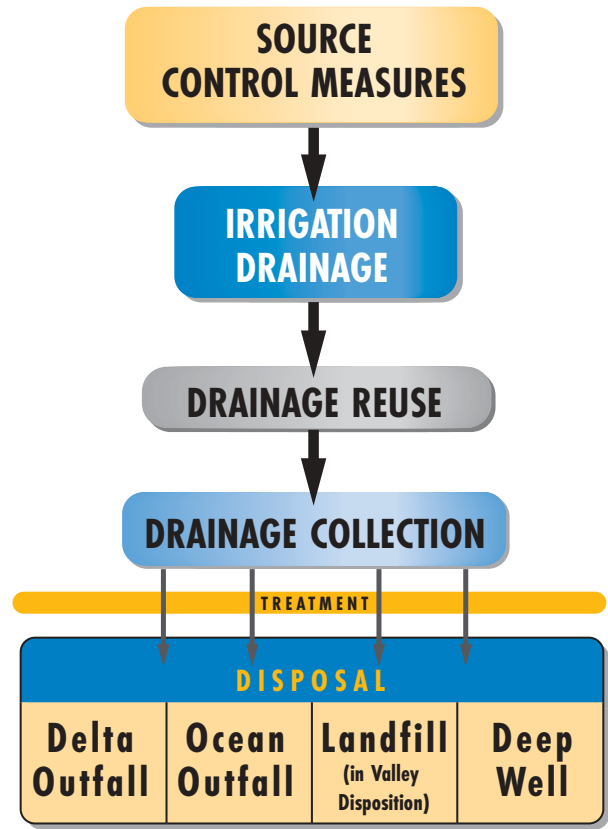 SOURCE
CONTROL MEASURES
IRRIGATION
DRAINAGE
DRAINAGE REUSE
DRAINAGE COLLECTION
TREATMENT
DISPOSAL
Delta
Outfall
Ocean
Outfall
Landfill
(in Valley
Disposition)
Deep
Well